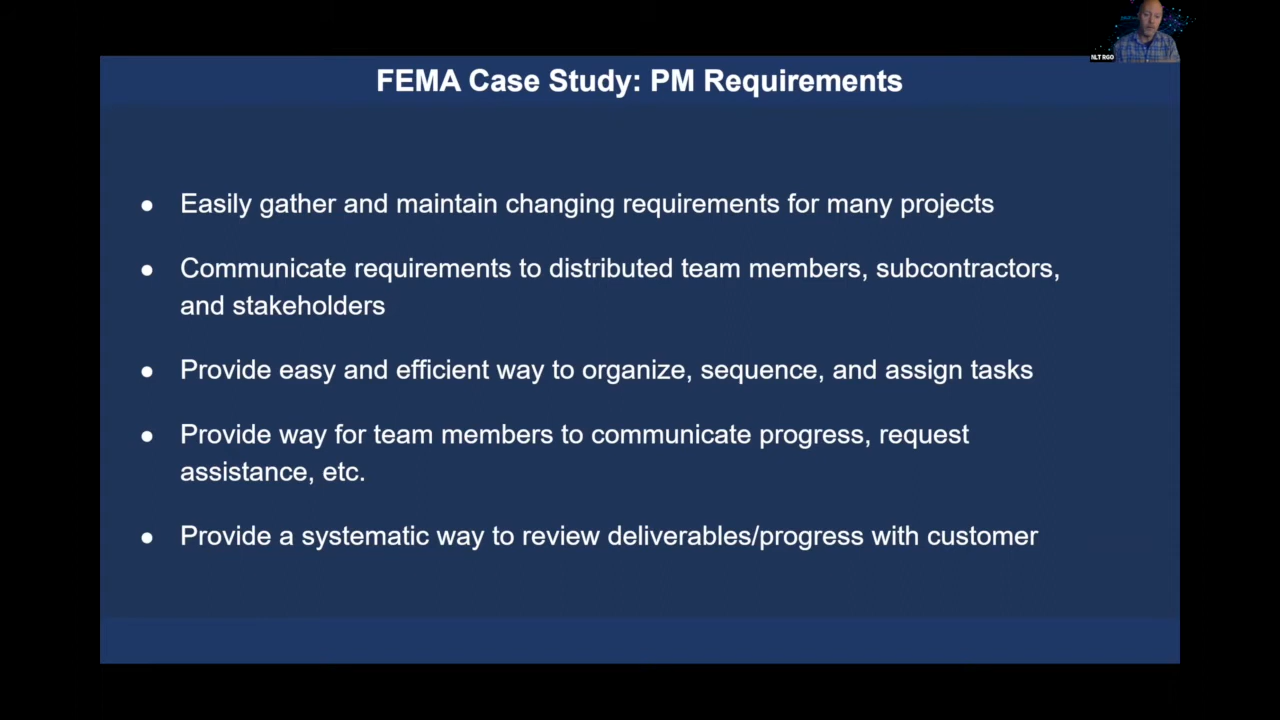 NLT RGO
FEMA Case Study: PM Requirements
● Easily gather and maintain changing requirements for many projects
● Communicate requirements to distributed team members, subcontractors,
and stakeholders
● Provide easy and efficient way to organize, sequence, and assign tasks
● Provide way for team members to communicate progress, request
assistance, etc.
● Provide a systematic way to review deliverables/progress with customer